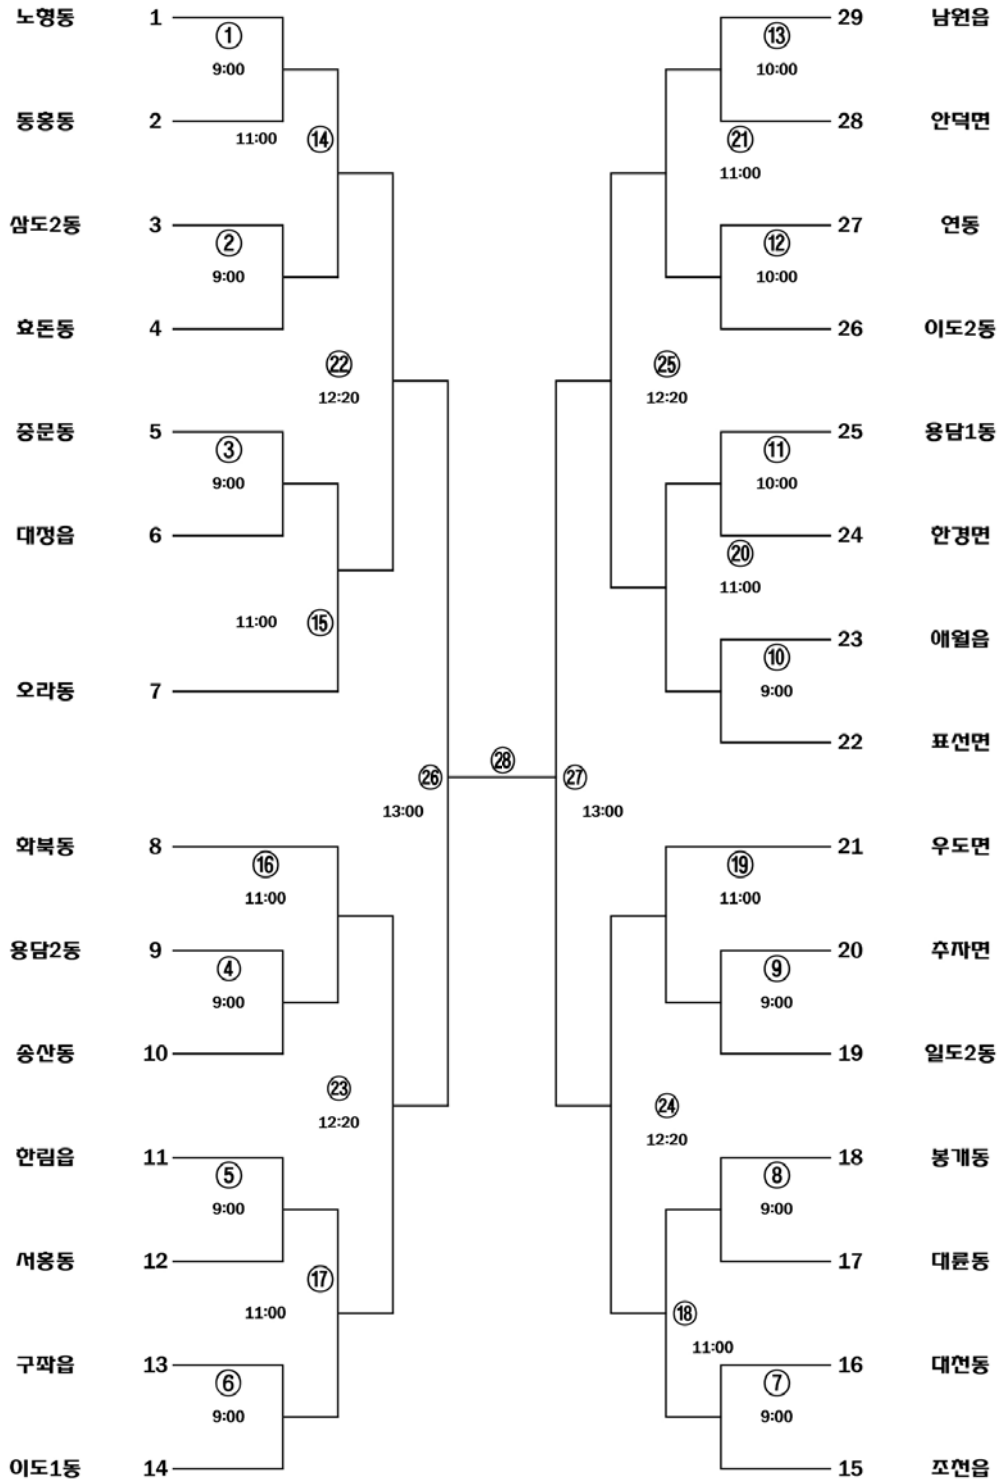 노형동 1 29 남원읍
① ⑬
9:00 10:00
동홍동 2 28 안덕면
11:00 ⑭ ㉑
11:00
삼도2동 3 27 연동
② ⑫
9:00 10:00
효돈동 4 26 이도2동
㉒ ㉕
12:20 12:20
중문동 5 25 용담1동
③ ⑪
9:00 10:00
대정읍 6 24 한경면
⑳
11:00
11:00 ⑮
23 애월읍
⑩
오라동 7 9:00
22 표선면
㉘
㉖ ㉗
13:00 13:00
화북동 8 21 우도면
⑯ ⑲
11:00 11:00
용담2동 9 20 추자면
④ ⑨
9:00 9:00
송산동 10 19 일도2동
㉓ ㉔
12:20 12:20
한림읍 11 18 봉개동
⑤ ⑧
9:00 9:00
서홍동 12 17 대륜동
⑰
11:00 ⑱
11:00
구좌읍 13 16 대천동
⑥ ⑦
9:00 9:00
이도1동 14 15 조천읍